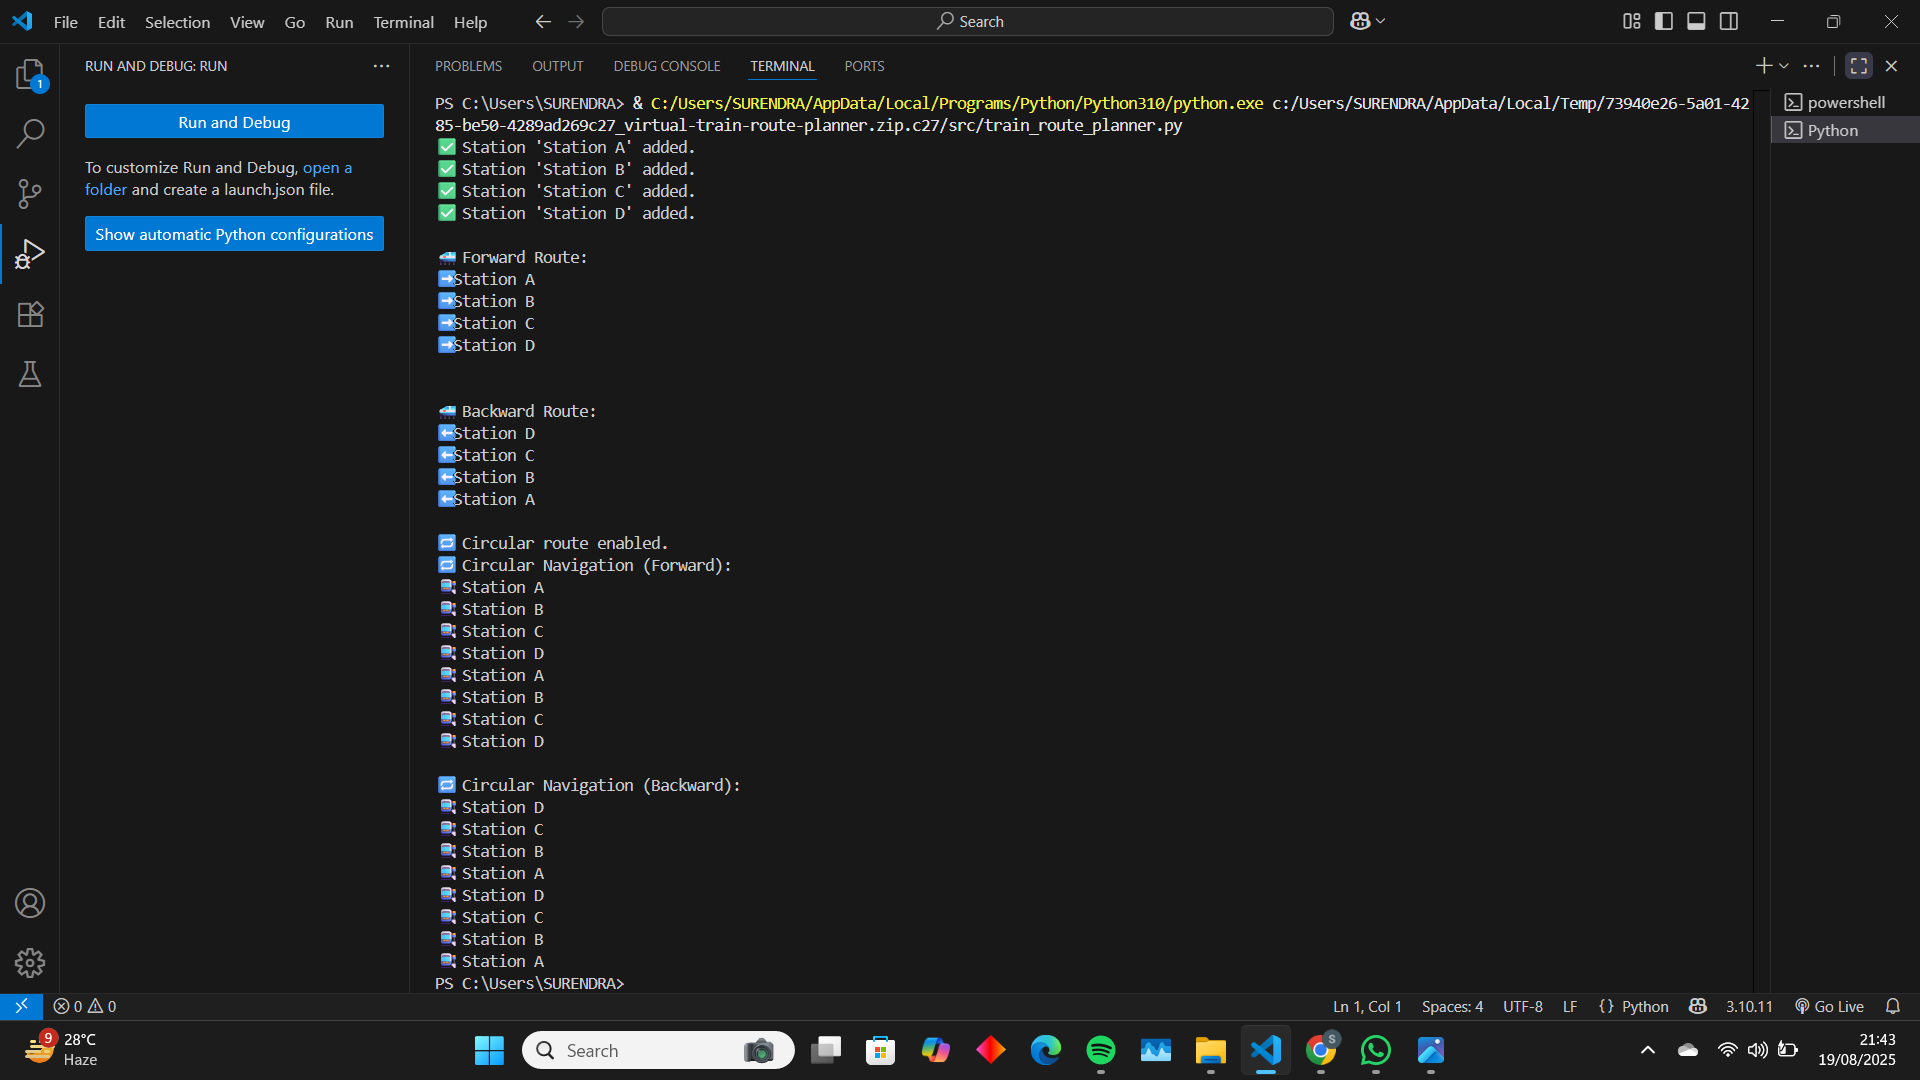 File Edit Selection View Go Run Terminal Help
Search
RUN AND DEBUG: RUN
Run and Debug
To customize Run and Debug, open a
folder and create a launch.json file.
Show automatic Python configurations
1
PROBLEMS OUTPUT DEBUG CONSOLE TERMINAL PORTS
PS C:\Users\SURENDRA> & C:/Users/SURENDRA/AppData/Local/Programs/Python/Python310/python.exe c:/Users/SURENDRA/AppData/Local/Temp/73940e26-5a01-42
85-be50-4289ad269c27_virtual-train-route-planner.zip.c27/src/train_route_planner.py
✅ Station 'Station A' added.
✅ Station 'Station B' added.
✅ Station 'Station C' added.
✅ Station 'Station D' added.
🚄 Forward Route:
➡️Station A
➡️Station B
➡️Station C
➡️Station D
🚄 Backward Route:
⬅️Station D
⬅️Station C
⬅️Station B
⬅️Station A
🔁 Circular route enabled.
🔁 Circular Navigation (Forward):
🚉 Station A
🚉 Station B
🚉 Station C
🚉 Station D
🚉 Station A
🚉 Station B
🚉 Station C
🚉 Station D
🔁 Circular Navigation (Backward):
🚉 Station D
🚉 Station C
🚉 Station B
🚉 Station A
🚉 Station D
🚉 Station C
🚉 Station B
🚉 Station A
PS C:\Users\SURENDRA>
powershell
Python
0 0
Ln 1, Col 1 Spaces: 4 UTF-8 LF {} Python 3.10.11 Go Live
9
28°C
Haze
Search
S
21:43
19/08/2025